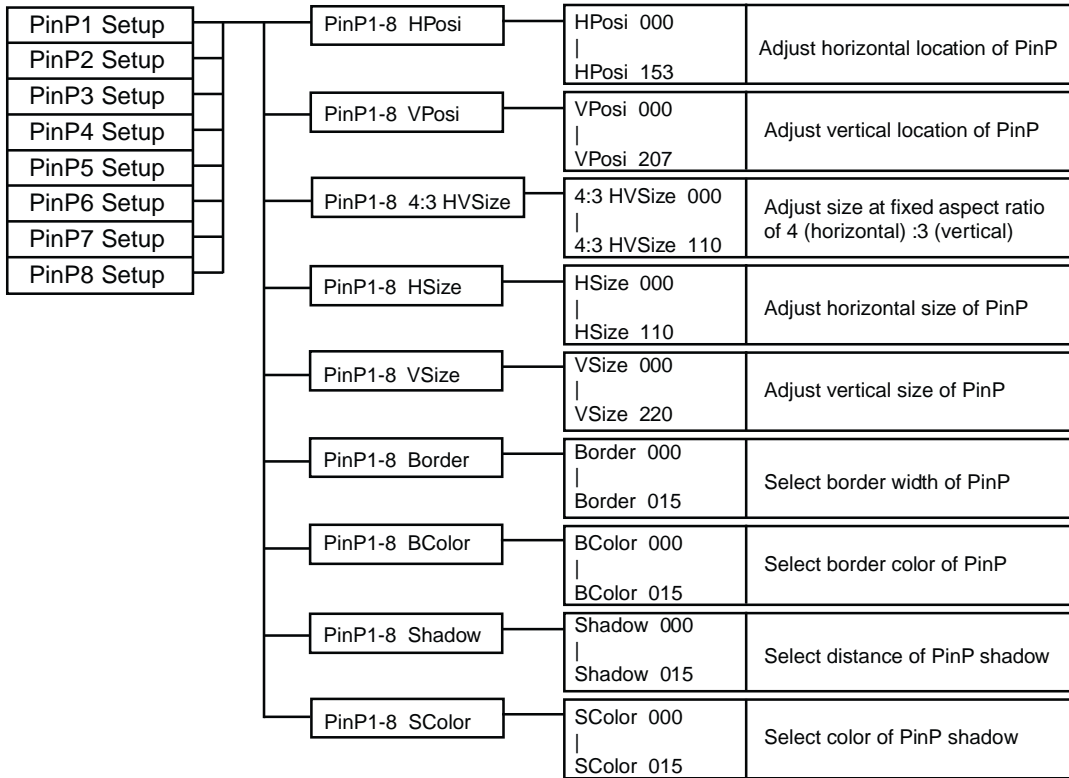 PinP1 Setup
PinP2 Setup
PinP3 Setup
PinP4 Setup
PinP5 Setup
PinP6 Setup
PinP7 Setup
PinP8 Setup
PinP1-8 HPosi
HPosi 000
|
HPosi 153
Adjust horizontal location of PinP
PinP1-8 VPosi
VPosi 000
|
VPosi 207
Adjust vertical location of PinP
PinP1-8 4:3 HVSize
4:3 HVSize 000
|
4:3 HVSize 110
Adjust size at fixed aspect ratio
of 4 (horizontal) :3 (vertical)
PinP1-8 HSize
HSize 000
|
HSize 110
Adjust horizontal size of PinP
PinP1-8 VSize
VSize 000
|
VSize 220
Adjust vertical size of PinP
PinP1-8 Border
Border 000
|
Border 015
Select border width of PinP
PinP1-8 BColor
BColor 000
|
BColor 015
Select border color of PinP
PinP1-8 Shadow
Shadow 000
|
Shadow 015
Select distance of PinP shadow
PinP1-8 SColor
SColor 000
|
SColor 015
Select color of PinP shadow